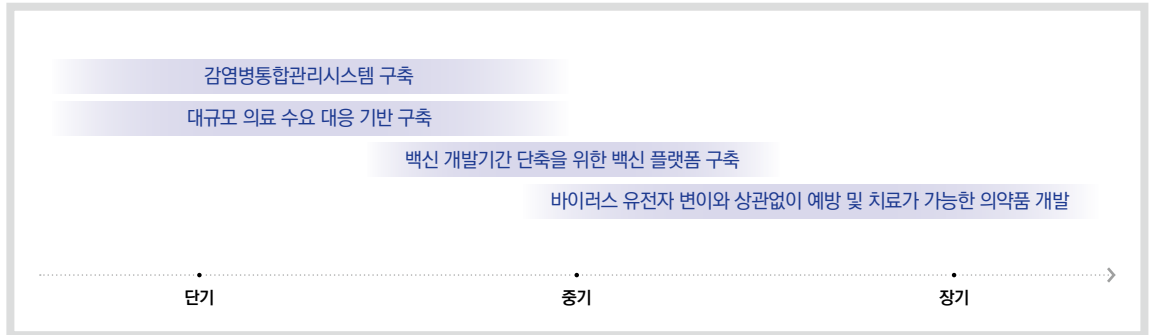 감염병통합관리시스템 구축
대규모 의료 수요 대응 기반 구축
백신 개발기간 단축을 위한 백신 플랫폼 구축
바이러스 유전자 변이와 상관없이 예방 및 치료가 가능한 의약품 개발
단기 중기 장기